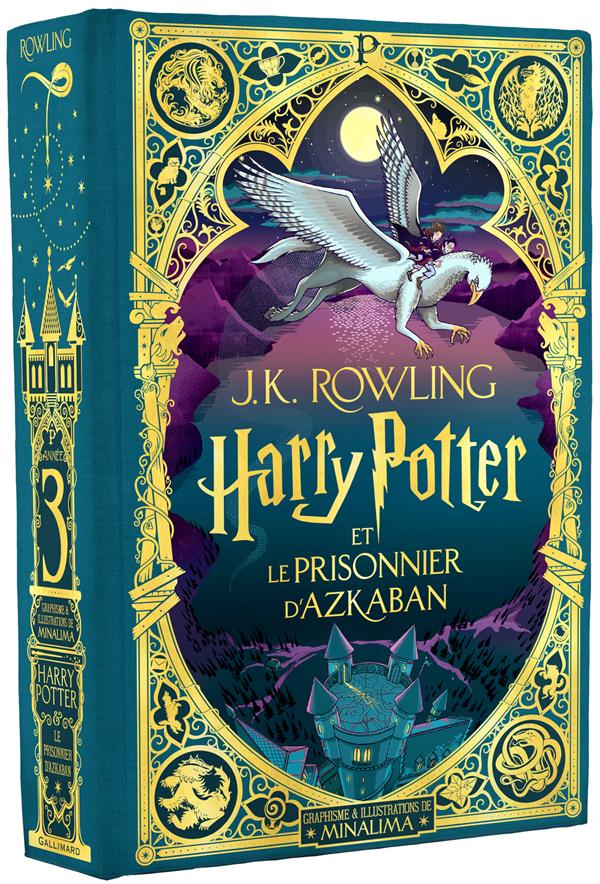 ROWLING
P
ANNÉE
3
GRAPHISME &
ILLUSTRATIONS DE
MINALIMA
HARRY
POTTER
&
LE
PRISONNIER
D'AZKABAN
GALLIMARD
P
J.K. ROWLING
Harry Potter
ET
LE PRISONNIER
D'AZKABAN
GRAPHISME & ILLUSTRATIONS DE
MINALIMA